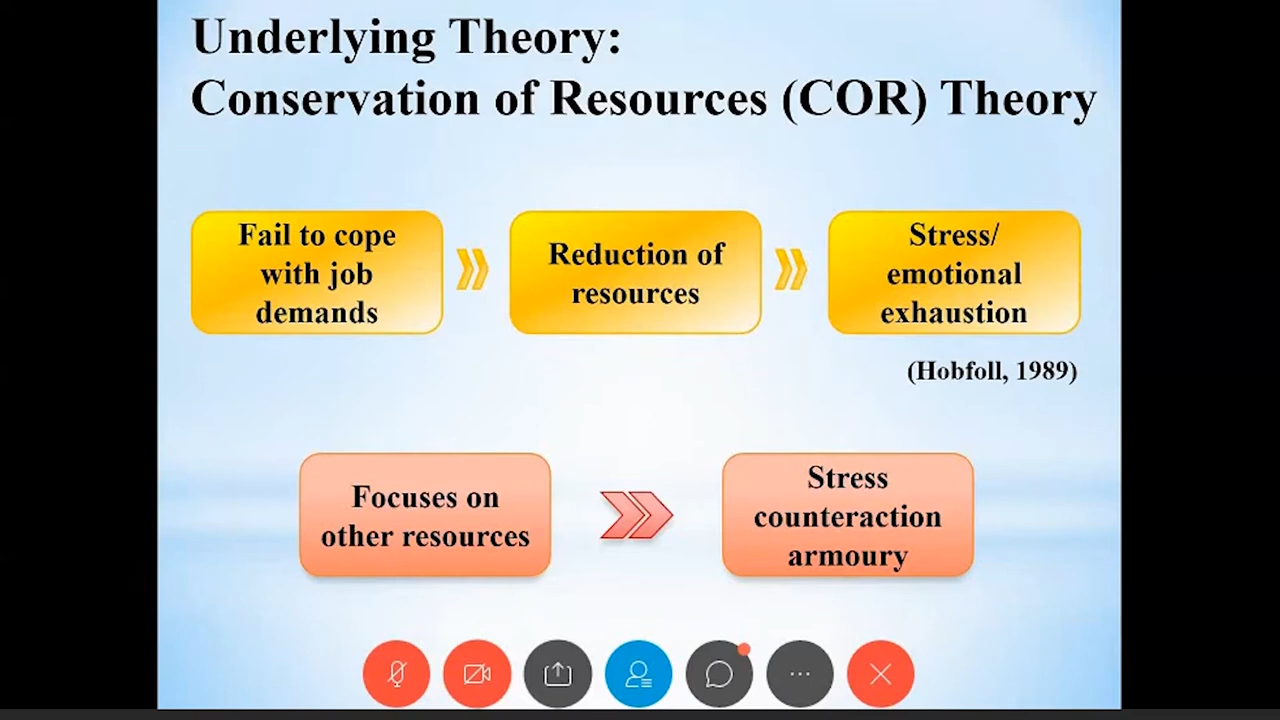 Underlying Theory:
Conservation of Resources (COR) Theory
Fail to cope
with job
demands
Reduction of
resources
Stress/
emotional
exhaustion
(Hobfoll, 1989)
Focuses on
other resources
Stress
counteraction
armoury